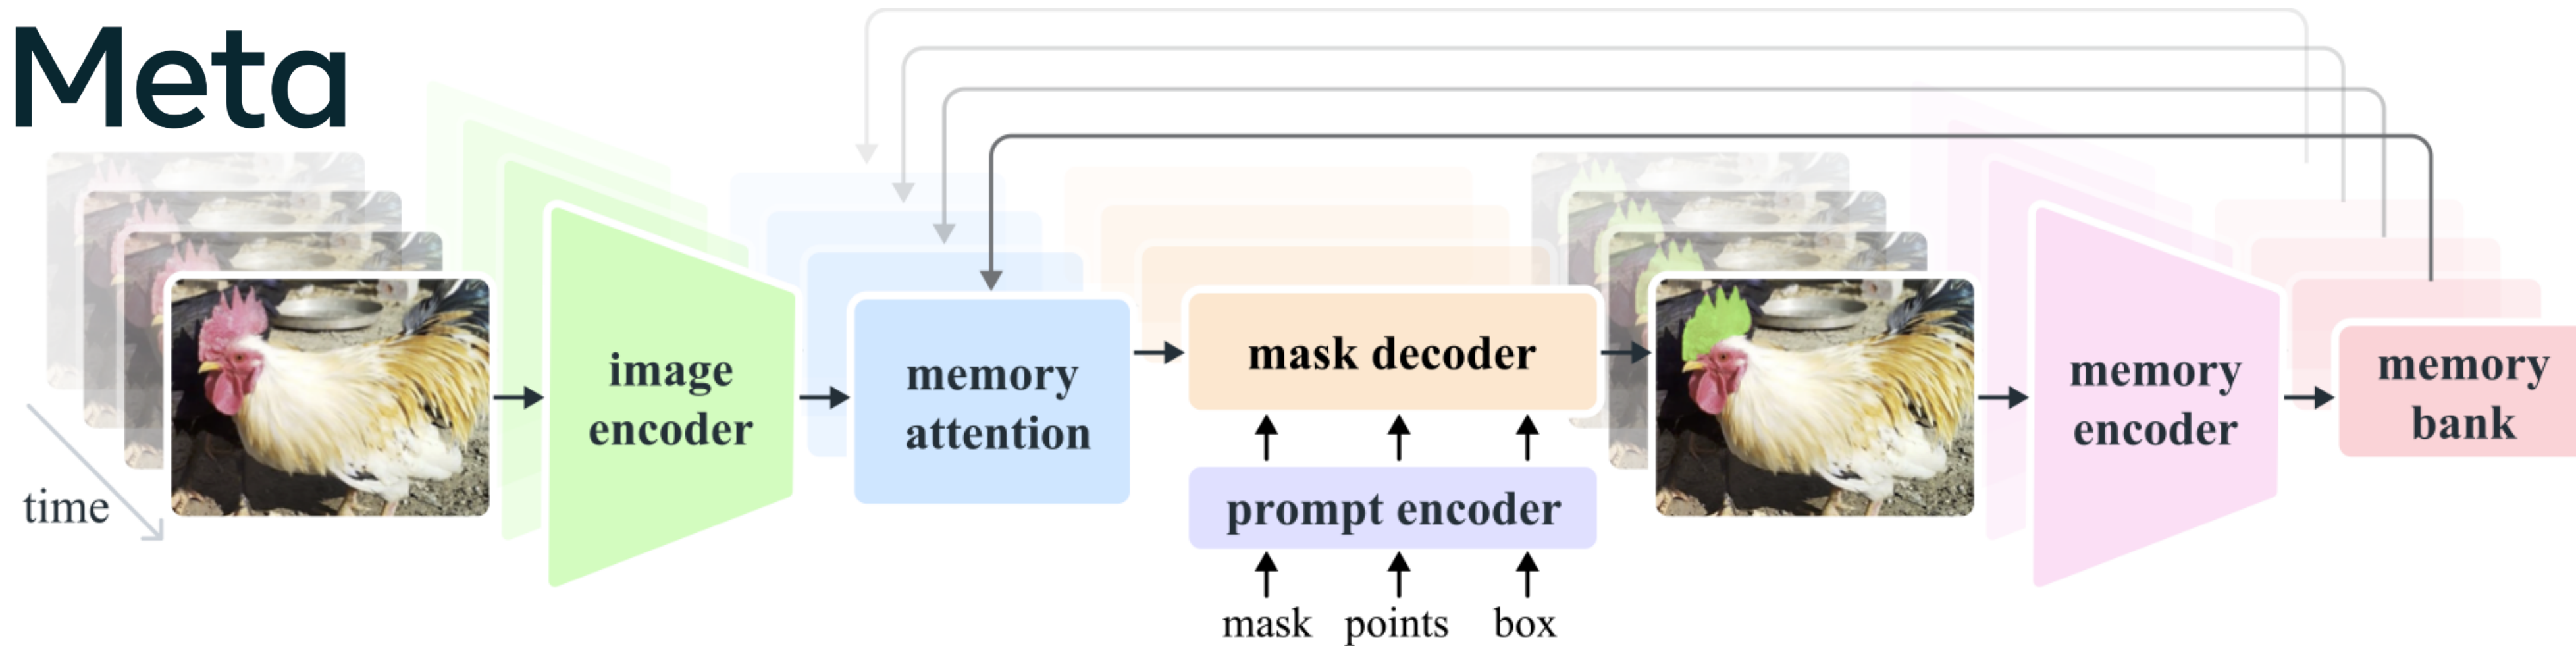 Meta
time
image
encoder
memory
attention
mask decoder
prompt encoder
mask points box
memory
encoder
memory
bank